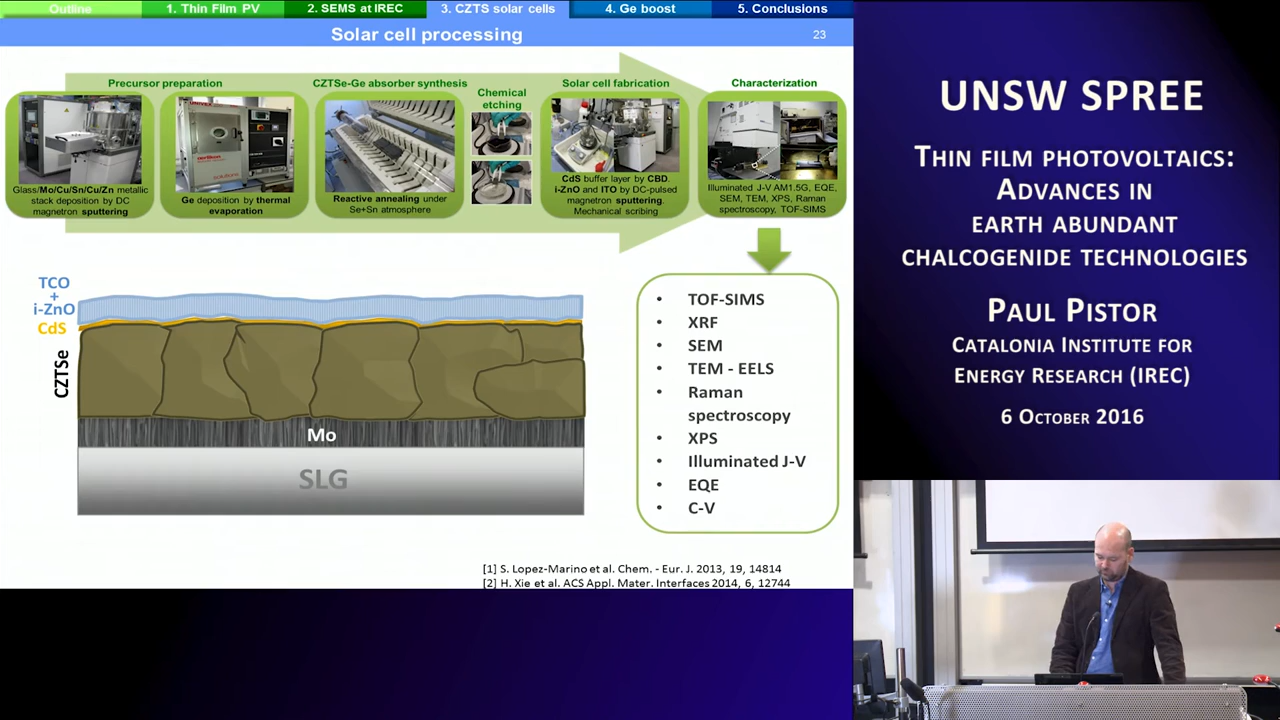 Outline
1. Thin Film PV
2. SEMS at IREC
3. CZTS solar cells
4. Ge boost
5. Conclusions
Solar cell processing
23
Precursor preparation
CZTSe-Ge absorber synthesis
Chemical
etching
Solar cell fabrication
Characterization
Glass/Mo/Cu/Sn/Cu/Zn metallic
stack deposition by DC
magnetron sputtering
Ge deposition by thermal
evaporation
Reactive annealing under
Se+Sn atmosphere
CdS buffer layer by CBD.
i-ZnO and ITO by DC-pulsed
magnetron sputtering.
Mechanical scribing
Illuminated J-V AM1.5G, EQE,
SEM, TEM, XPS, Raman
spectroscopy, TOF-SIMS
TCO
+
i-ZnO
CdS
CZTSe
Mo
SLG
• TOF-SIMS
• XRF
• SEM
• TEM - EELS
• Raman
spectroscopy
• XPS
• Illuminated J-V
• EQE
• C-V
[1] S. Lopez-Marino et al. Chem. - Eur. J. 2013, 19, 14814
[2] H. Xie et al. ACS Appl. Mater. Interfaces 2014, 6, 12744
UNSW SPREE
THIN FILM PHOTOVOLTAICS:
ADVANCES IN
EARTH ABUNDANT
CHALCOGENIDE TECHNOLOGIES
PAUL PISTOR
CATALONIA INSTITUTE FOR
ENERGY RESEARCH (IREC)
6 OCTOBER 2016